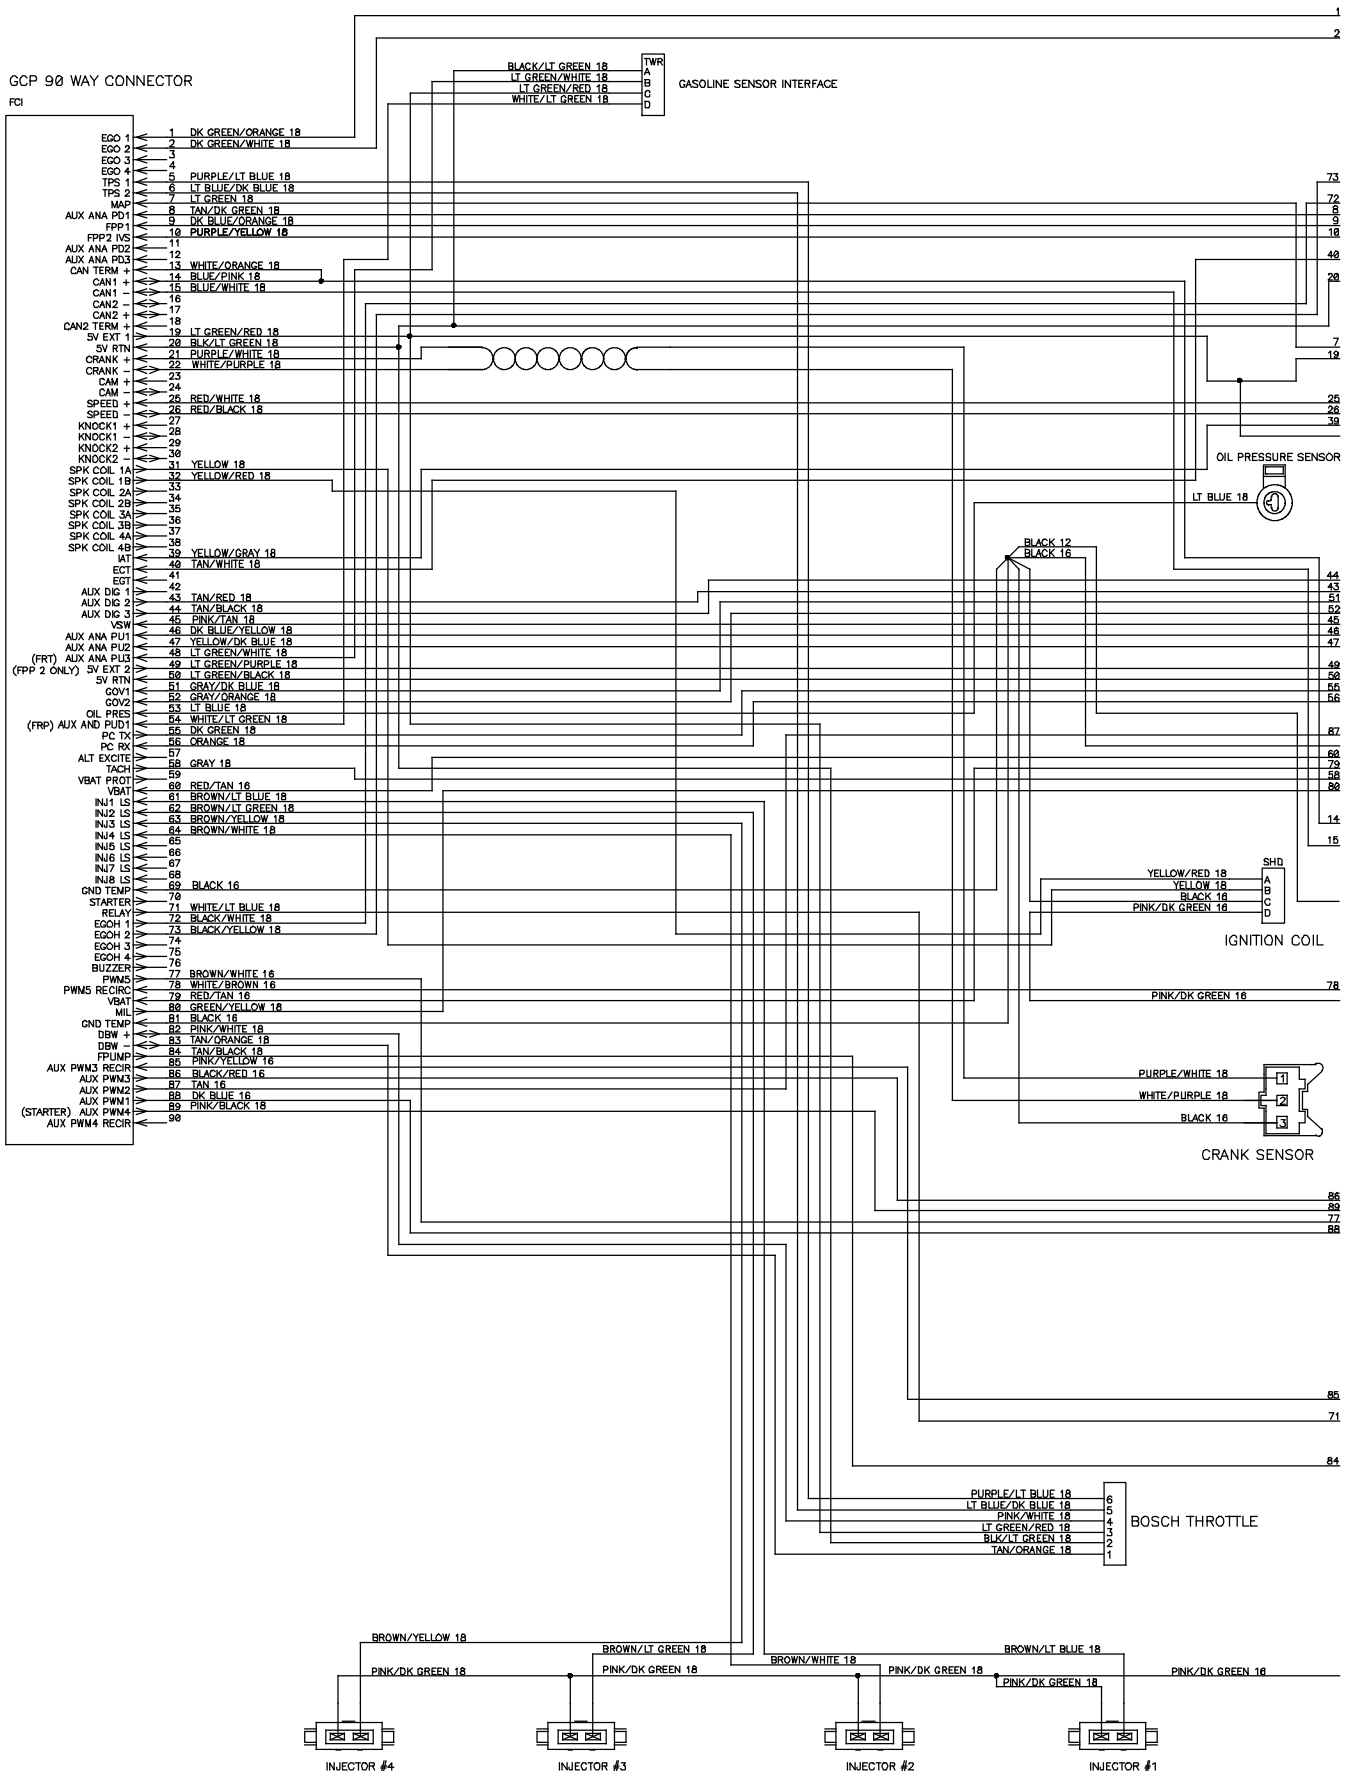 1
2
GCP 90 WAY CONNECTOR
FCI
BLACK/LT GREEN 18
LT GREEN/WHITE 18
LT GREEN/RED 18
WHITE/LT GREEN 18
TWR
A
B
C
D
GASOLINE SENSOR INTERFACE
EGO 1 1 DK GREEN/ORANGE 18
EGO 2 2 DK GREEN/WHITE 18
EGO 3 3
EGO 4 4
TPS 1 5 PURPLE/LT BLUE 18
TPS 2 6 LT BLUE/DK BLUE 18
MAP 7 LT GREEN 18
AUX ANA PD1 8 TAN/DK GREEN 18
FPP1 9 DK BLUE/ORANGE 18
FPP2 IVS 10 PURPLE/YELLOW 18
AUX ANA PD2 11
AUX ANA PD3 12
CAN TERM + 13 WHITE/ORANGE 18
CAN1 + 14 BLUE/PINK 18
CAN1 - 15 BLUE/WHITE 18
CAN2 - 16
CAN2 + 17
CAN2 TERM + 18
5V EXT 1 19 LT GREEN/RED 18
5V RTN 20 BLK/LT GREEN 18
CRANK + 21 PURPLE/WHITE 18
CRANK - 22 WHITE/PURPLE 18
CAM + 23
CAM - 24
SPEED + 25 RED/WHITE 18
SPEED - 26 RED/BLACK 18
KNOCK1 + 27
KNOCK1 - 28
KNOCK2 + 29
KNOCK2 - 30
SPK COIL 1A 31 YELLOW 18
SPK COIL 1B 32 YELLOW/RED 18
SPK COIL 2A 33
SPK COIL 2B 34
SPK COIL 3A 35
SPK COIL 3B 36
SPK COIL 4A 37
SPK COIL 4B 38
IAT 39 YELLOW/GRAY 18
ECT 40 TAN/WHITE 18
EGT 41
AUX DIG 1 42
AUX DIG 2 43 TAN/RED 18
AUX DIG 3 44 TAN/BLACK 18
VSW 45 PINK/TAN 18
AUX ANA PU1 46 DK BLUE/YELLOW 18
AUX ANA PU2 47 YELLOW/DK BLUE 18
(FRT) AUX ANA PU3 48 LT GREEN/WHITE 18
(FPP 2 ONLY) 5V EXT 2 49 LT GREEN/PURPLE 18
5V RTN 50 LT GREEN/BLACK 18
GOV1 51 GRAY/DK BLUE 18
GOV2 52 GRAY/ORANGE 18
OIL PRES 53 LT BLUE 18
(FRP) AUX AND PUD1 54 WHITE/LT GREEN 18
PC TX 55 DK GREEN 18
PC RX 56 ORANGE 18
ALT EXCITE 57
TACH 58 GRAY 18
VBAT PROT 59
VBAT 60 RED/TAN 16
INJ1 LS 61 BROWN/LT BLUE 18
INJ2 LS 62 BROWN/LT GREEN 18
INJ3 LS 63 BROWN/YELLOW 18
INJ4 LS 64 BROWN/WHITE 18
INJ5 LS 65
INJ6 LS 66
INJ7 LS 67
INJ8 LS 68
GND TEMP 69 BLACK 16
STARTER 70
RELAY 71 WHITE/LT BLUE 18
EGOH 1 72 BLACK/WHITE 18
EGOH 2 73 BLACK/YELLOW 18
EGOH 3 74
EGOH 4 75
BUZZER 76
PWM5 77 BROWN/WHITE 16
PWM5 RECIRC 78 WHITE/BROWN 16
VBAT 79 RED/TAN 16
MIL 80 GREEN/YELLOW 18
GND TEMP 81 BLACK 16
DBW + 82 PINK/WHITE 18
DBW - 83 TAN/ORANGE 18
FPUMP 84 TAN/BLACK 18
AUX PWM3 RECIR 85 PINK/YELLOW 16
AUX PWM3 86 BLACK/RED 16
AUX PWM2 87 TAN 16
AUX PWM1 88 DK BLUE 16
(STARTER) AUX PWM4 89 PINK/BLACK 18
AUX PWM4 RECIR 90
73
72
8
9
10
40
20
7
19
25
26
39
OIL PRESSURE SENSOR
LT BLUE 18
BLACK 12
BLACK 16
44
43
51
52
45
46
47
49
50
55
56
87
60
79
58
80
14
15
YELLOW/RED 18
YELLOW 18
BLACK 16
PINK/DK GREEN 16
SHD
A
B
C
D
IGNITION COIL
78
PINK/DK GREEN 16
PURPLE/WHITE 18
1
WHITE/PURPLE 18
2
BLACK 16
3
CRANK SENSOR
86
89
77
88
85
71
84
PURPLE/LT BLUE 18 6
LT BLUE/DK BLUE 18 5
PINK/WHITE 18 4
LT GREEN/RED 18 3
BLK/LT GREEN 18 2
TAN/ORANGE 18 1
BOSCH THROTTLE
BROWN/YELLOW 18
BROWN/LT GREEN 18
BROWN/WHITE 18
BROWN/LT BLUE 18
PINK/DK GREEN 18
PINK/DK GREEN 18
PINK/DK GREEN 18
PINK/DK GREEN 18
PINK/DK GREEN 16
INJECTOR #4
INJECTOR #3
INJECTOR #2
INJECTOR #1